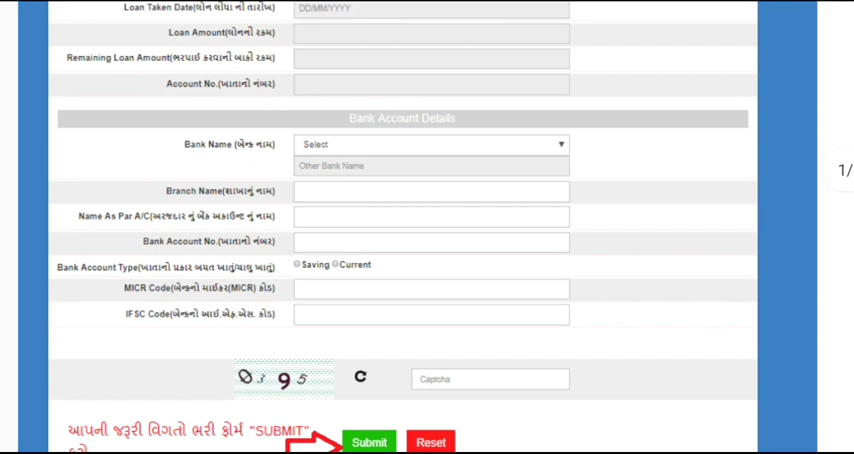 Loan Taken Date(લોન લીધા ની તારીખ) DD/MM/YYYY
Loan Amount(લોનની રકમ)
Remaining Loan Amount(ભરપાઈ કરવાની બાકી રકમ)
Account No.(ખાતાનો નંબર)
Bank Account Details
Bank Name (બેન્ક નામ) Select
Other Bank Name
Branch Name(શાખાનું નામ)
Name As Par A/C(અરજદાર નું બેંક અકાઉન્ટ નું નામ)
Bank Account No.(ખાતાનો નંબર)
Bank Account Type(ખાતાનો પ્રકાર બચત ખાતું/ચાલુ ખાતું) Saving Current
MICR Code(બેન્કનો માઈકર(MICR) કોડ)
IFSC Code(બેન્કનો આઈ.એફ.એસ. કોડ)
0395 Captcha
આપની જરૂરી વિગતો ભરી ફોર્મ "SUBMIT"
Submit Reset
1/